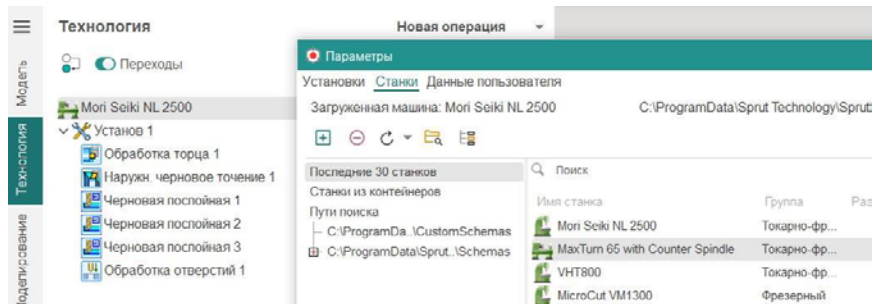 Технология
Новая операция
Модель
Переходы
Параметры
Установки Станки Данные пользователя
Mori Seiki NL 2500
Загруженная машина: Mori Seiki NL 2500
C:\ProgramData\Sprut Technology\Sprut
Технология
Установ 1
Обработка торца 1
Наружн. черновое точение 1
Черновая послойная 1
Черновая послойная 2
Черновая послойная 3
Обработка отверстий 1
Последние 30 станков
Станки из контейнеров
Пути поиска
C:\ProgramDa..\CustomSchemas
C:\ProgramData\Sprut..\Schemas
Поиск
Имя станка Группа Раз
Mori Seiki NL 2500 Токарно-фр...
MaxTurn 65 with Counter Spindle Токарно-фр...
VHT800 Токарно-фр...
MicroCut VM1300 Фрезерный
оделирование